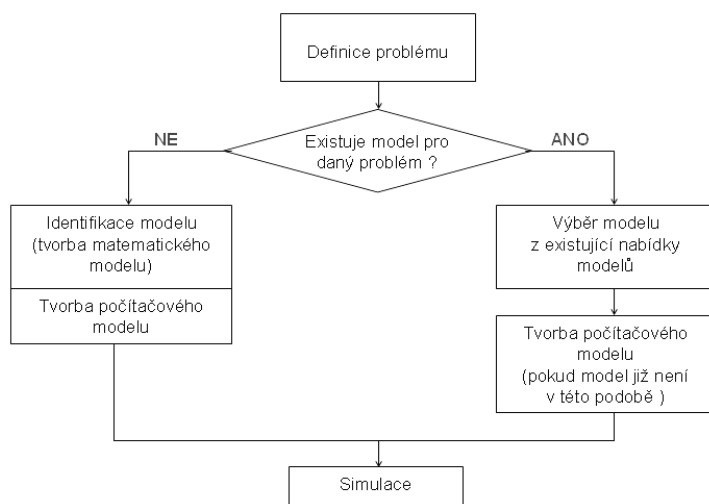 Definice problému
NE
Existuje model pro
daný problém ?
ANO
Identifikace modelu
(tvorba matematického
modelu)
Tvorba počítačového
modelu
Výběr modelu
z existující nabídky
modelů
Tvorba počítačového
modelu
(pokud model již není
v této podobě )
Simulace